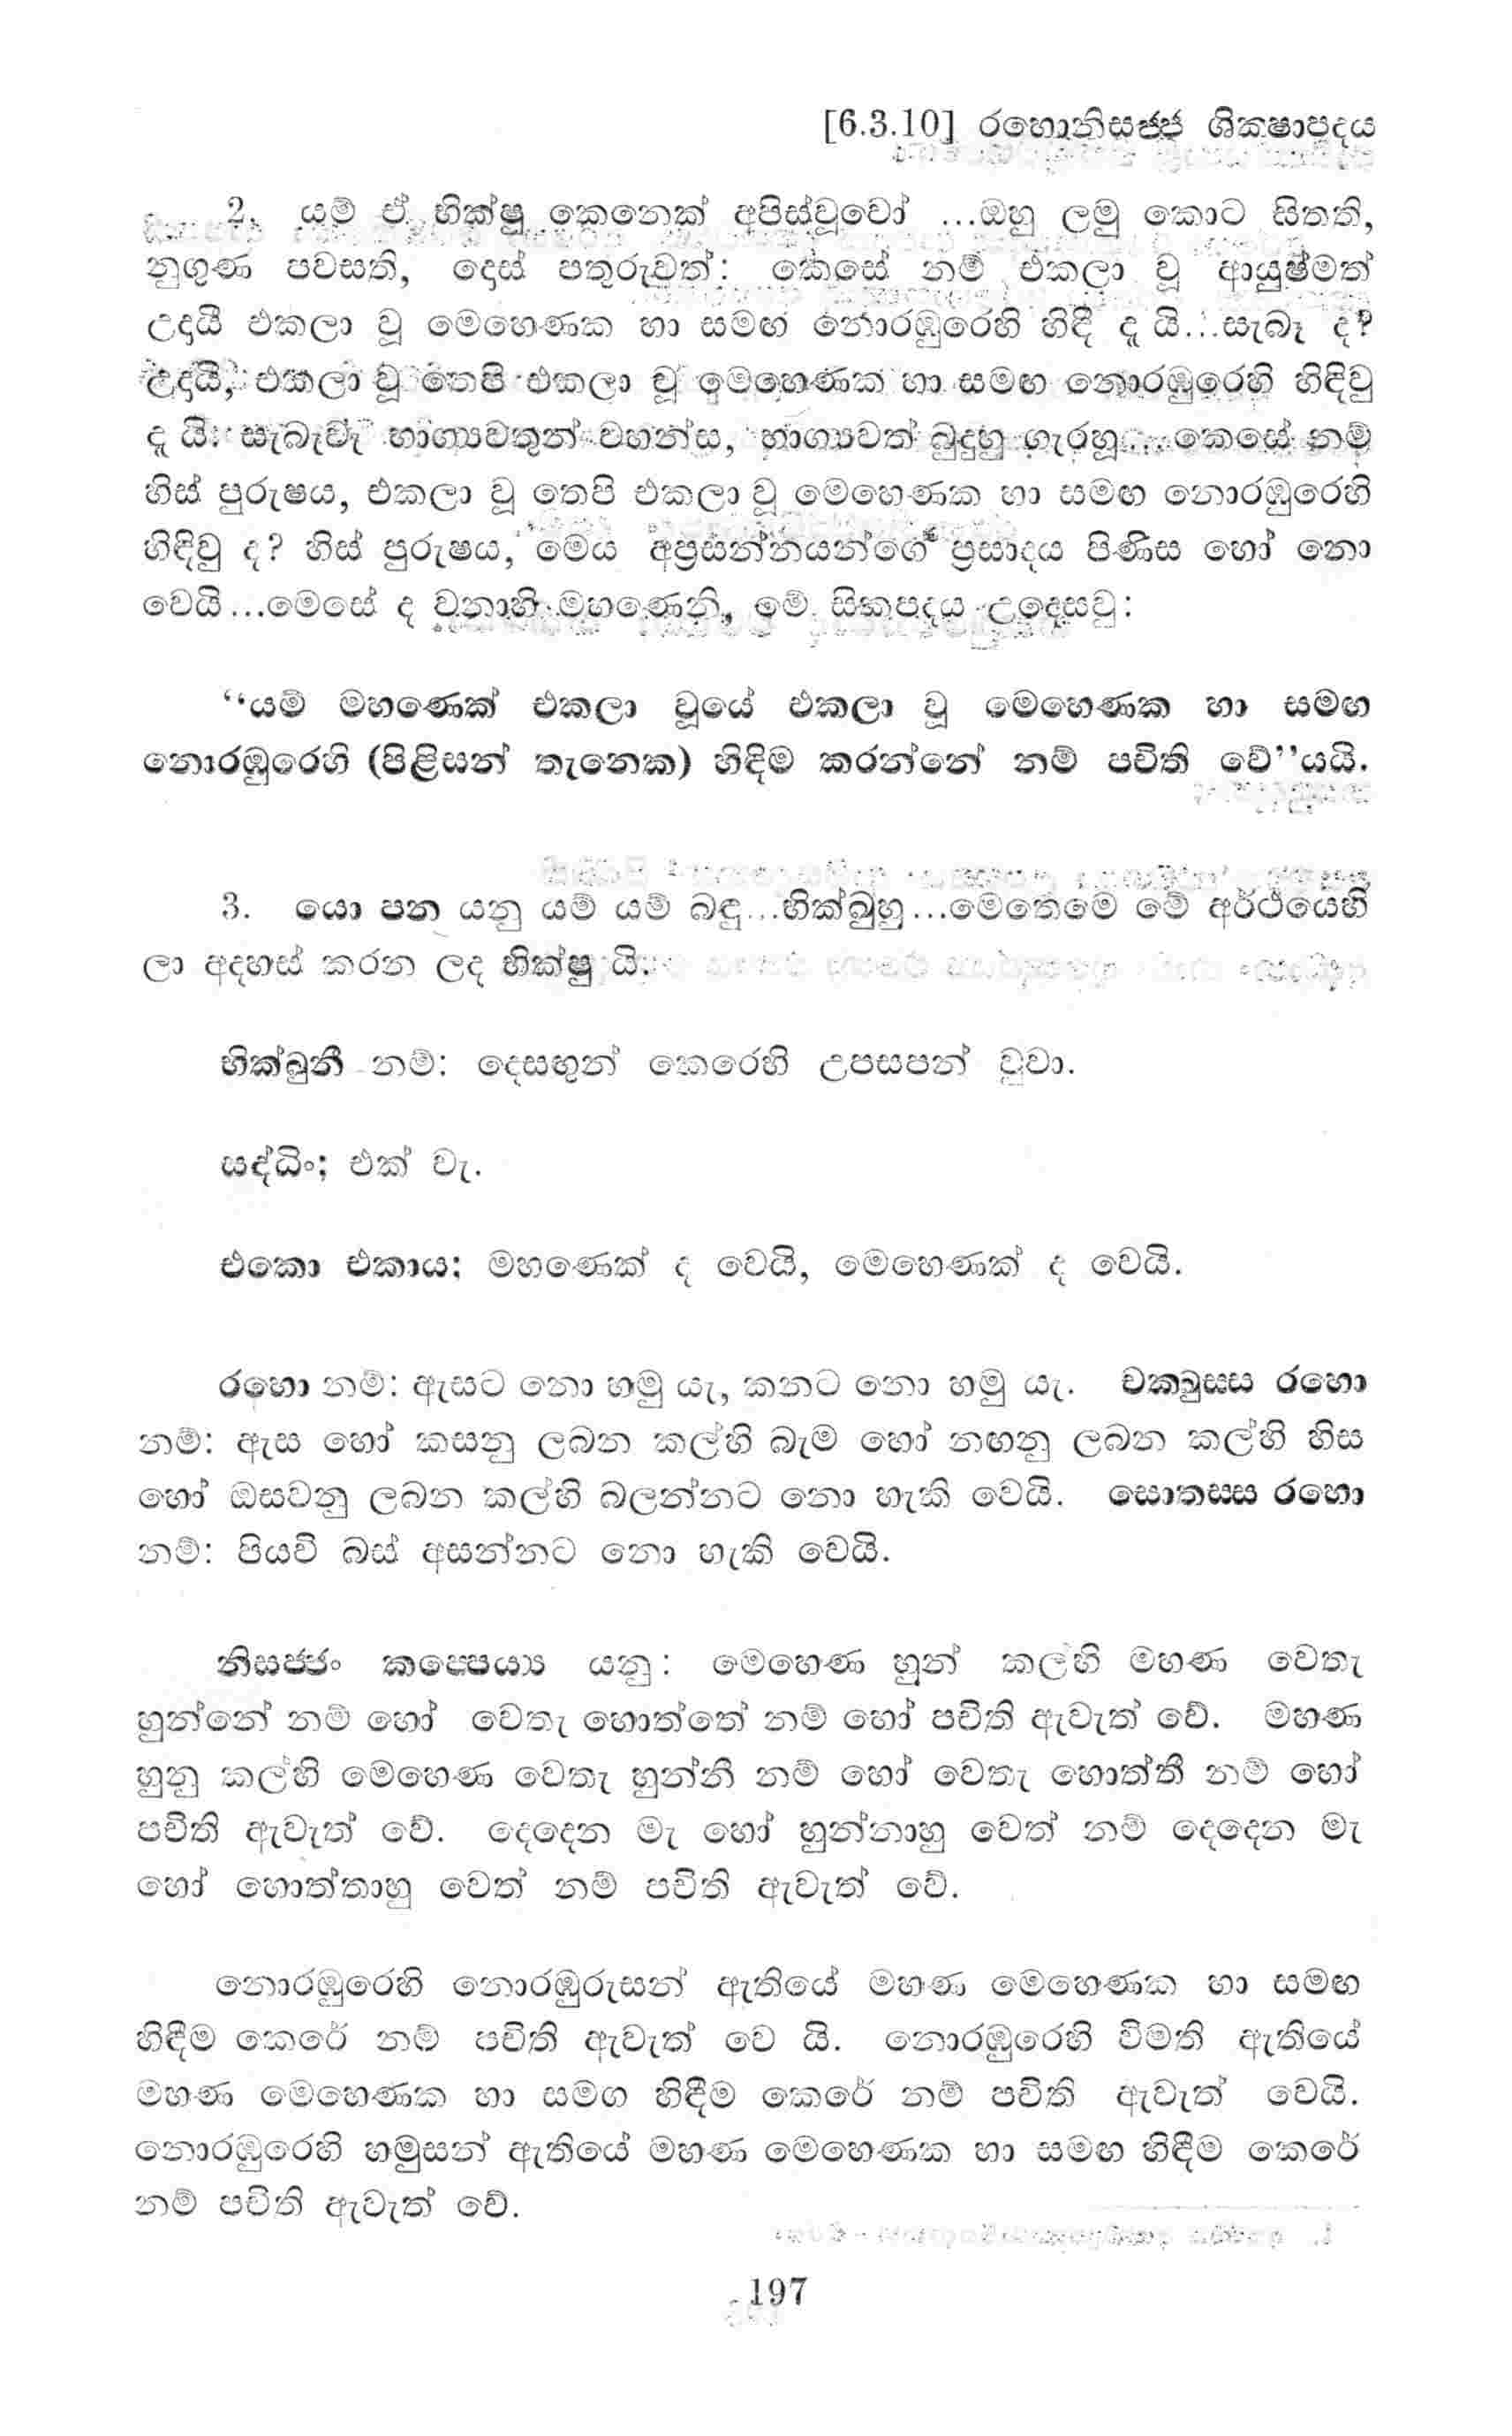 [6.3.10] රහොනිසජ්ජ ශික්ෂාපදය
2. යම් ඒ භික්ෂු කෙනෙක් අපිස්වූවෝ ...ඔහු ලමු කොට සිතති,
නුගුණ පවසති, දොස් පතුරුවත්: කෙසේ නම් එකලා වූ ආයුෂ්මත්
උදායී එකලා වූ මෙහෙණක හා සමඟ නොරඹුරෙහි හිඳී දැ යි...සැබෑ ද?
උදායී, එකලා වූ තෙපි එකලා වූ මෙහෙණක හා සමඟ නොරඹුරෙහි හිඳිවු
දැ යි: සැබැවැ භාග්‍යවතුන් වහන්ස, භාග්‍යවත් බුදුහු ගැරහූ...කෙසේ නම්
හිස් පුරුෂය, එකලා වූ තෙපි එකලා වූ මෙහෙණක හා සමඟ නොරඹුරෙහි
හිඳිවු ද? හිස් පුරුෂය, මෙය අප්‍රසන්නයන්ගේ ප්‍රසාදය පිණිස හෝ නො
වෙයි...මෙසේ ද වනාහි මහණෙනි, මේ සිකපදය උදෙසවු:
“යම් මහණෙක් එකලා වූයේ එකලා වූ මෙහෙණක හා සමඟ
නොරඹුරෙහි (පිළිසන් තැනෙක) හිඳිම කරන්නේ නම් පචිති වේ”යයි.
3. යො පන යනු යම් යම් බඳු...භික්ඛුහු...මෙතෙමෙ මේ අර්ථයෙහි
ලා අදහස් කරන ලද භික්ෂු යි.
භික්ඛුනී නම්: දෙසඟුන් කෙරෙහි උපසපන් වූවා.
සද්ධිං; එක් වැ.
එකො එකාය; මහණෙක් ද වෙයි, මෙහෙණක් ද වෙයි.
රහො නම්: ඇසට නො හමු යැ, කනට නො හමු යැ. චක්ඛුස්ස රහො
නම්: ඇස හෝ කසනු ලබන කල්හි බැම හෝ නඟනු ලබන කල්හි හිස
හෝ ඔසවනු ලබන කල්හි බලන්නට නො හැකි වෙයි. සොතස්ස රහො
නම්: පියවි බස් අසන්නට නො හැකි වෙයි.
නිසජ්ජං කප්පෙය්‍ය යනු: මෙහෙණ හුන් කල්හි මහණ වෙතැ
හුන්නේ නම් හෝ වෙතැ හොත්තේ නම් හෝ පචිති ඇවැත් වේ. මහණ
හුනු කල්හි මෙහෙණ වෙතැ හුන්නී නම් හෝ වෙතැ හොත්තී නම් හෝ
පචිති ඇවැත් වේ. දෙදෙන මැ හෝ හුන්නාහු වෙත් නම් දෙදෙන මැ
හෝ හොත්තාහු වෙත් නම් පචිති ඇවැත් වේ.
නොරඹුරෙහි නොරඹුරුසන් ඇතියේ මහණ මෙහෙණක හා සමඟ
හිඳීම කෙරේ නම් පචිති ඇවැත් වෙ යි. නොරඹුරෙහි විමති ඇතියේ
මහණ මෙහෙණක හා සමග හිඳීම කෙරේ නම් පචිති ඇවැත් වෙයි.
නොරඹුරෙහි හමුසන් ඇතියේ මහණ මෙහෙණක හා සමඟ හිඳීම කෙරේ
නම් පචිති ඇවැත් වේ.
197